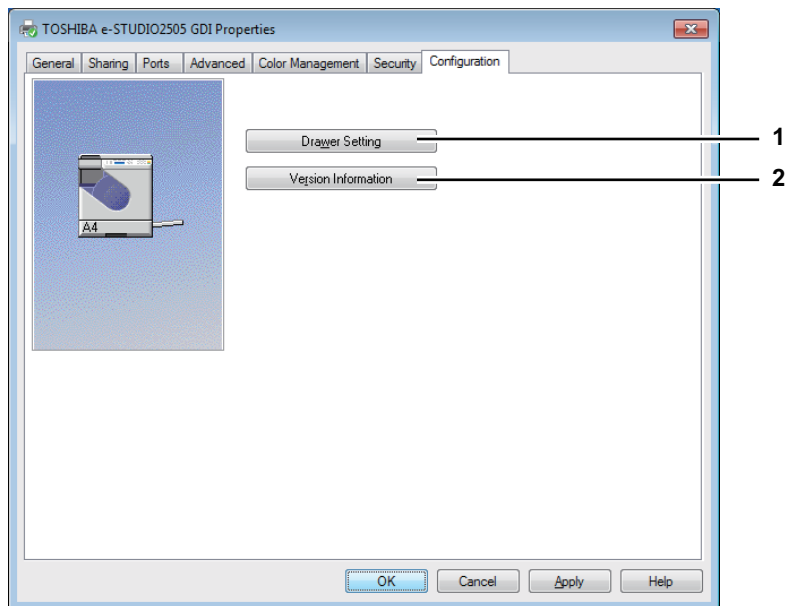 TOSHIBA e-STUDIO2505 GDI Properties
General Sharing Ports Advanced Color Management Security Configuration
Drawer Setting 1
Version Information 2
A4
OK Cancel Apply Help